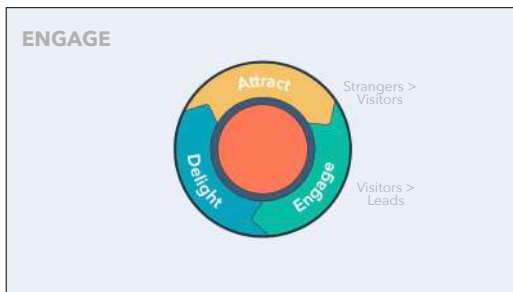 ENGAGE
Attract
Strangers >
Visitors
Delight
Engage
Visitors >
Leads